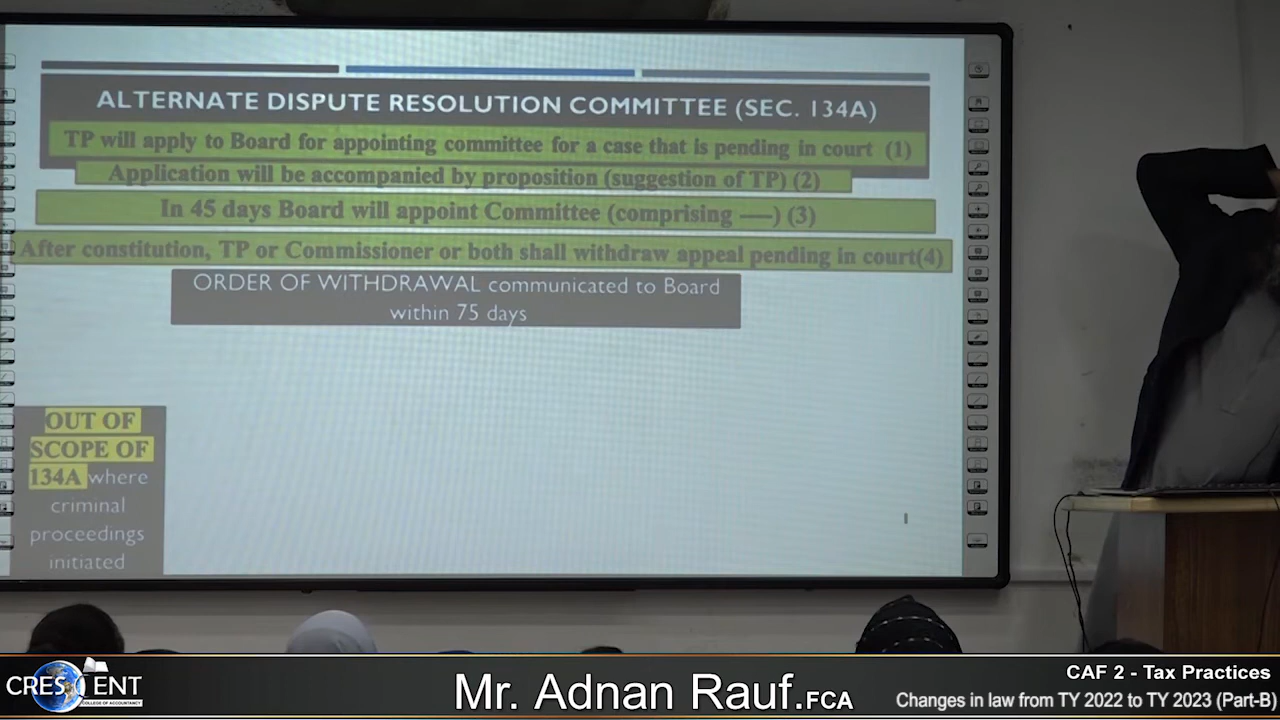 ALTERNATE DISPUTE RESOLUTION COMMITTEE (SEC. 134A)
TP will apply to Board for appointing committee for a case that is pending in court (1)
Application will be accompanied by proposition (suggestion of TP) (2)
In 45 days Board will appoint Committee (comprising —–) (3)
After constitution, TP or Commissioner or both shall withdraw appeal pending in court(4)
ORDER OF WITHDRAWAL communicated to Board
within 75 days
OUT OF
SCOPE OF
134A where
criminal
proceedings
initiated
CRESCENT
COLLEGE OF ACCOUNTANCY
Mr. Adnan Rauf.FCA
CAF 2 - Tax Practices
Changes in law from TY 2022 to TY 2023 (Part-B)